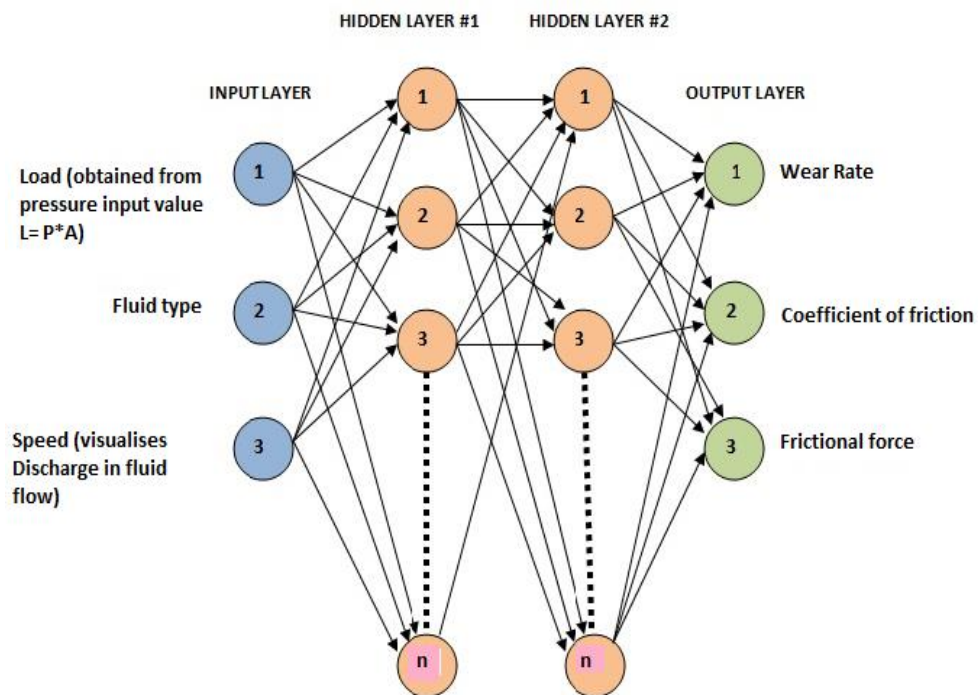 HIDDEN LAYER #1
HIDDEN LAYER #2
INPUT LAYER
OUTPUT LAYER
1
1
1
1
Load (obtained from
pressure input value
L= P*A)
Wear Rate
2
2
Fluid type
2
2
Coefficient of friction
3
3
Speed (visualises
Discharge in fluid
flow)
3
3
Frictional force
n
n